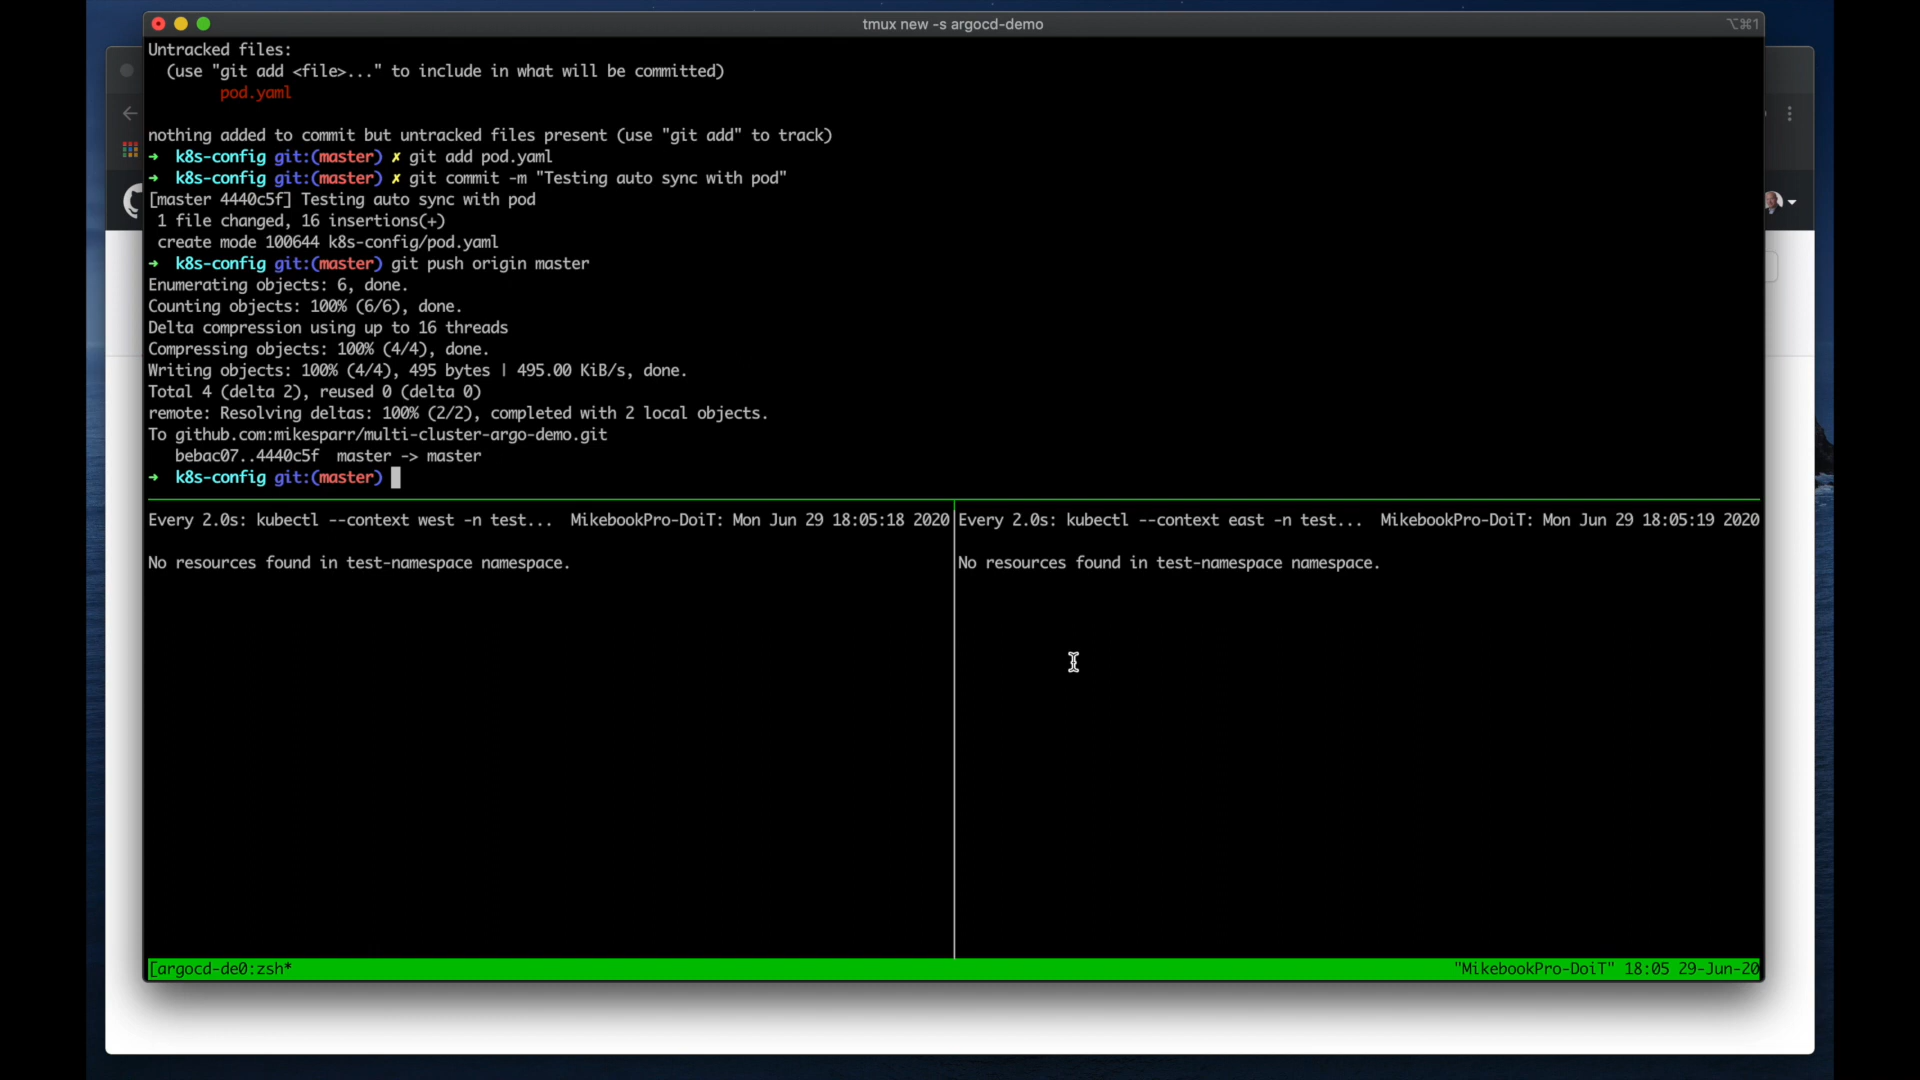 tmux new -s argocd-demo
⌥⌘1
Untracked files:
(use "git add <file>..." to include in what will be committed)
pod.yaml
nothing added to commit but untracked files present (use "git add" to track)
➜ k8s-config git:(master) ✗ git add pod.yaml
➜ k8s-config git:(master) ✗ git commit -m "Testing auto sync with pod"
[master 4440c5f] Testing auto sync with pod
1 file changed, 16 insertions(+)
create mode 100644 k8s-config/pod.yaml
➜ k8s-config git:(master) git push origin master
Enumerating objects: 6, done.
Counting objects: 100% (6/6), done.
Delta compression using up to 16 threads
Compressing objects: 100% (4/4), done.
Writing objects: 100% (4/4), 495 bytes | 495.00 KiB/s, done.
Total 4 (delta 2), reused 0 (delta 0)
remote: Resolving deltas: 100% (2/2), completed with 2 local objects.
To github.com:mikesparr/multi-cluster-argo-demo.git
bebac07..4440c5f master -> master
➜ k8s-config git:(master)
Every 2.0s: kubectl --context west -n test... MikebookPro-DoiT: Mon Jun 29 18:05:18 2020
No resources found in test-namespace namespace.
Every 2.0s: kubectl --context east -n test... MikebookPro-DoiT: Mon Jun 29 18:05:19 2020
No resources found in test-namespace namespace.
[argocd-de0:zsh* "MikebookPro-DoiT" 18:05 29-Jun-20